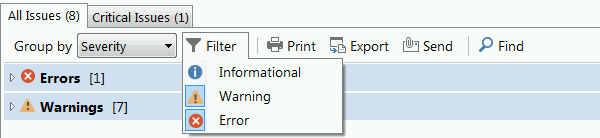 All Issues (8) Critical Issues (1)
Group by Severity Filter Print Export Send Find
Informational
Errors [1]
Warning
Warnings [7]
Error